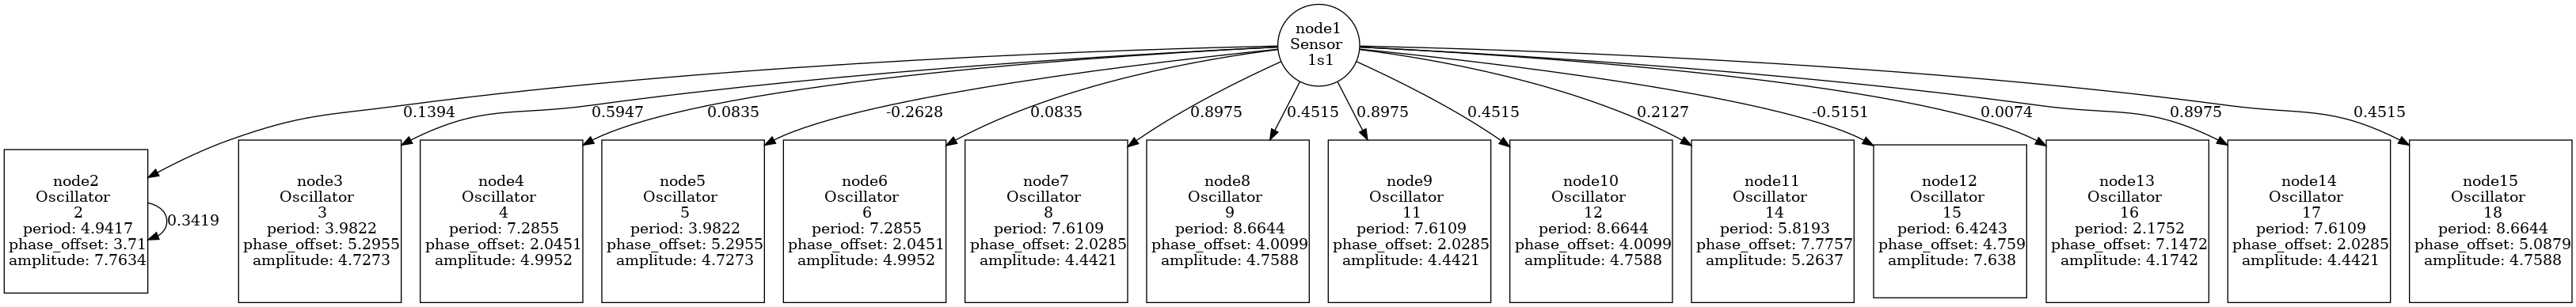 node1
Sensor
1s1
0.1394
0.5947
0.0835
-0.2628
0.0835
0.8975
0.4515
0.8975
0.4515
0.2127
-0.5151
0.0074
0.8975
0.4515
node2
Oscillator
2
period: 4.9417
phase_offset: 3.71
amplitude: 7.7634
0.3419
node3
Oscillator
3
period: 3.9822
phase_offset: 5.2955
amplitude: 4.7273
node4
Oscillator
4
period: 7.2855
phase_offset: 2.0451
amplitude: 4.9952
node5
Oscillator
5
period: 3.9822
phase_offset: 5.2955
amplitude: 4.7273
node6
Oscillator
6
period: 7.2855
phase_offset: 2.0451
amplitude: 4.9952
node7
Oscillator
8
period: 7.6109
phase_offset: 2.0285
amplitude: 4.4421
node8
Oscillator
9
period: 8.6644
phase_offset: 4.0099
amplitude: 4.7588
node9
Oscillator
11
period: 7.6109
phase_offset: 2.0285
amplitude: 4.4421
node10
Oscillator
12
period: 8.6644
phase_offset: 4.0099
amplitude: 4.7588
node11
Oscillator
14
period: 5.8193
phase_offset: 7.7757
amplitude: 5.2637
node12
Oscillator
15
period: 6.4243
phase_offset: 4.759
amplitude: 7.638
node13
Oscillator
16
period: 2.1752
phase_offset: 7.1472
amplitude: 4.1742
node14
Oscillator
17
period: 7.6109
phase_offset: 2.0285
amplitude: 4.4421
node15
Oscillator
18
period: 8.6644
phase_offset: 5.0879
amplitude: 4.7588